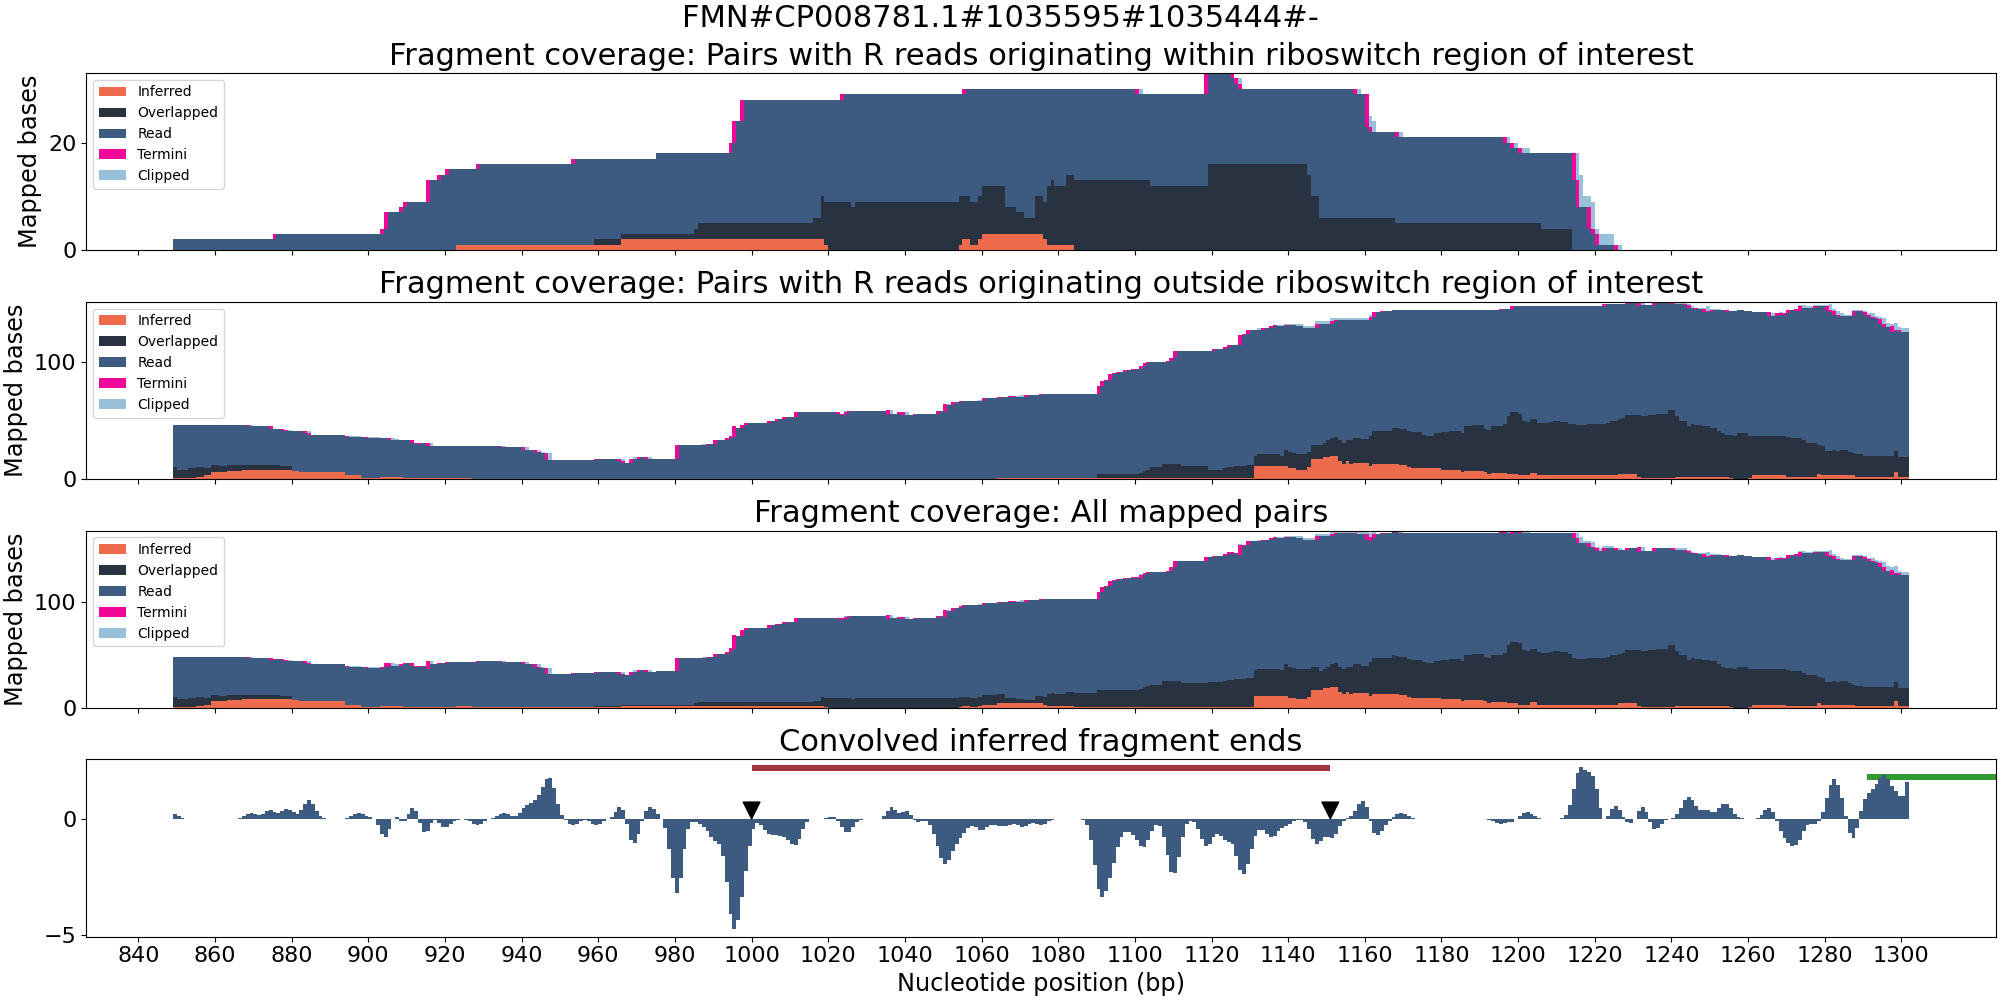 FMN#CP008781.1#1035595#1035444#-
Fragment coverage: Pairs with R reads originating within riboswitch region of interest
Mapped bases
20
0
Inferred
Overlapped
Read
Termini
Clipped
Fragment coverage: Pairs with R reads originating outside riboswitch region of interest
Mapped bases
100
0
Inferred
Overlapped
Read
Termini
Clipped
Fragment coverage: All mapped pairs
Mapped bases
100
0
Inferred
Overlapped
Read
Termini
Clipped
Convolved inferred fragment ends
0
−5
840 860 880 900 920 940 960 980 1000 1020 1040 1060 1080 1100 1120 1140 1160 1180 1200 1220 1240 1260 1280 1300
Nucleotide position (bp)